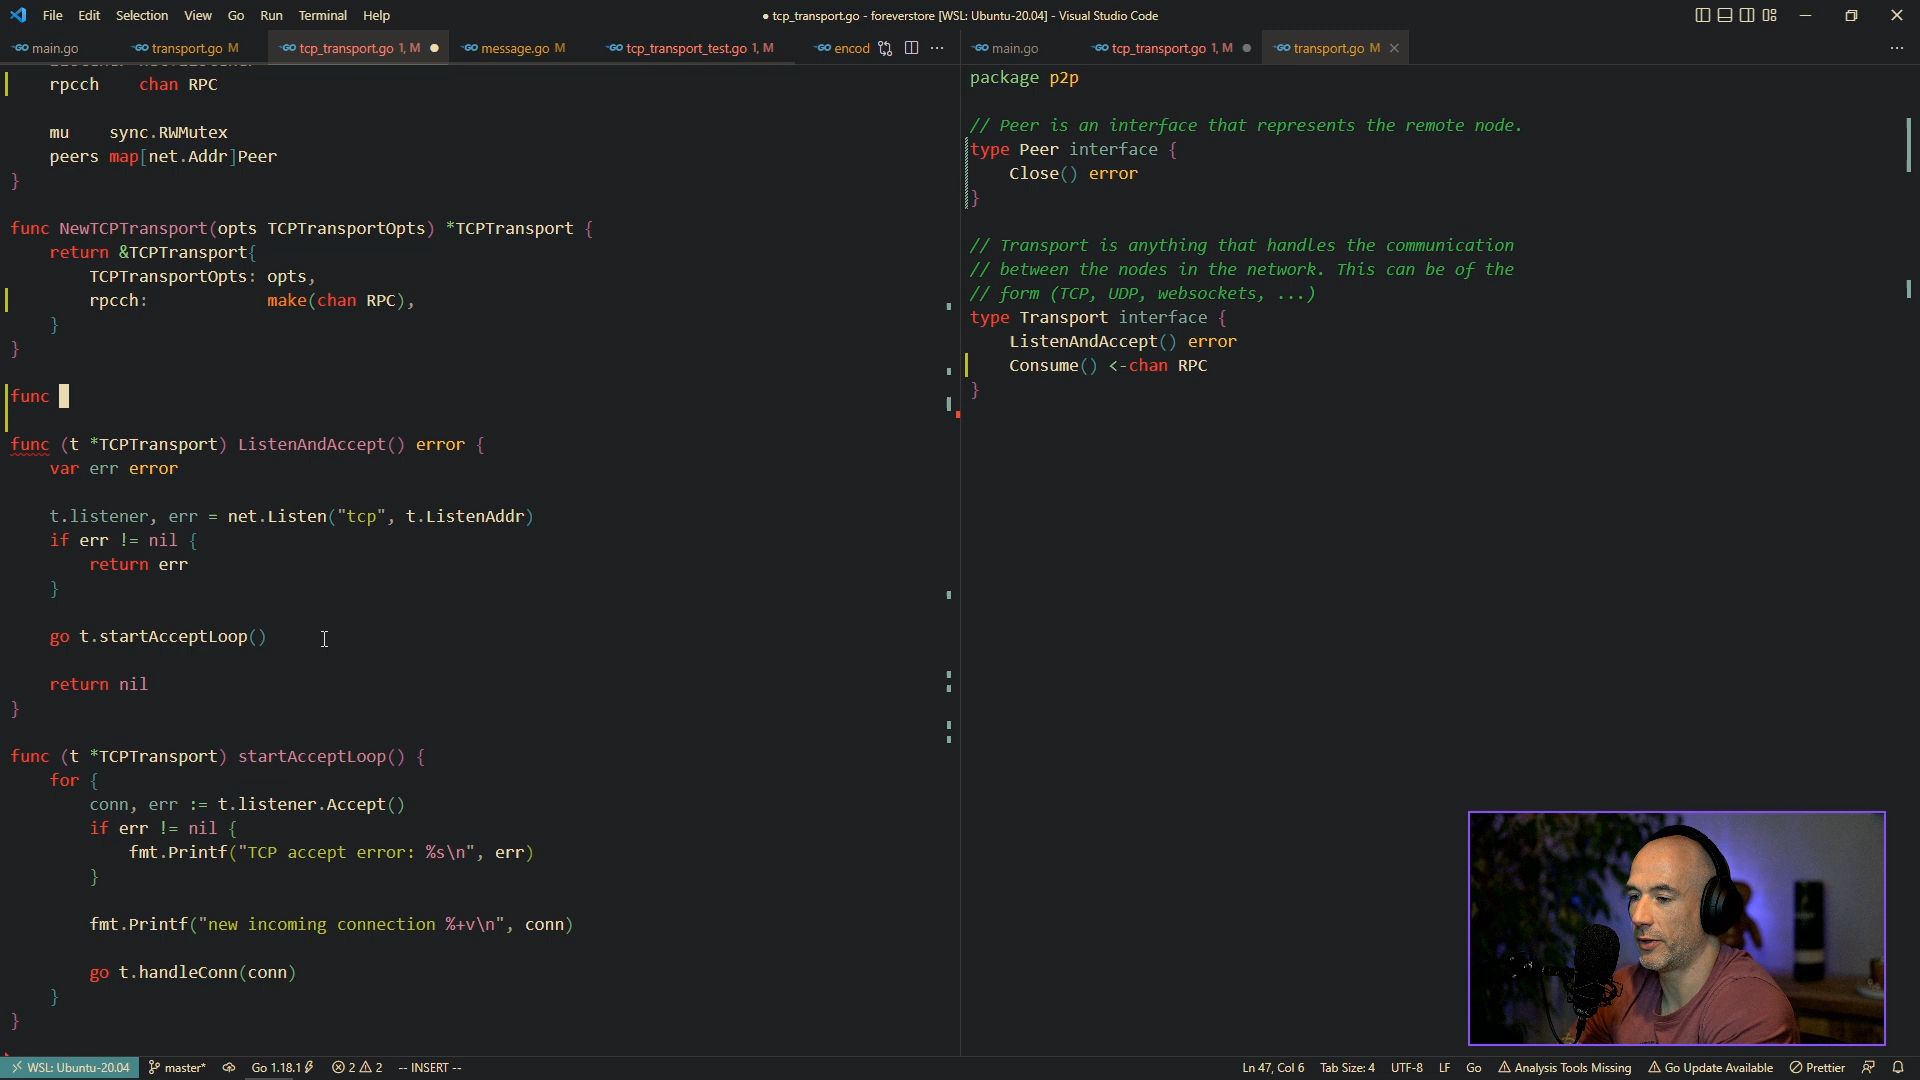 File Edit Selection View Go Run Terminal Help
● tcp_transport.go - foreverstore [WSL: Ubuntu-20.04] - Visual Studio Code
main.go transport.go M tcp_transport.go 1, M message.go M tcp_transport_test.go 1, M encod
rpcch chan RPC
mu sync.RWMutex
peers map[net.Addr]Peer
}
func NewTCPTransport(opts TCPTransportOpts) *TCPTransport {
return &TCPTransport{
TCPTransportOpts: opts,
rpcch: make(chan RPC),
}
}
func
func (t *TCPTransport) ListenAndAccept() error {
var err error
t.listener, err = net.Listen("tcp", t.ListenAddr)
if err != nil {
return err
}
go t.startAcceptLoop()
return nil
}
func (t *TCPTransport) startAcceptLoop() {
for {
conn, err := t.listener.Accept()
if err != nil {
fmt.Printf("TCP accept error: %s\n", err)
}
fmt.Printf("new incoming connection %+v\n", conn)
go t.handleConn(conn)
}
}
main.go tcp_transport.go 1, M transport.go M
package p2p
// Peer is an interface that represents the remote node.
type Peer interface {
Close() error
}
// Transport is anything that handles the communication
// between the nodes in the network. This can be of the
// form (TCP, UDP, websockets, ...)
type Transport interface {
ListenAndAccept() error
Consume() <-chan RPC
}
WSL: Ubuntu-20.04 master* Go 1.18.1 2 2 -- INSERT --
Ln 47, Col 6 Tab Size: 4 UTF-8 LF Go Analysis Tools Missing Go Update Available Prettier